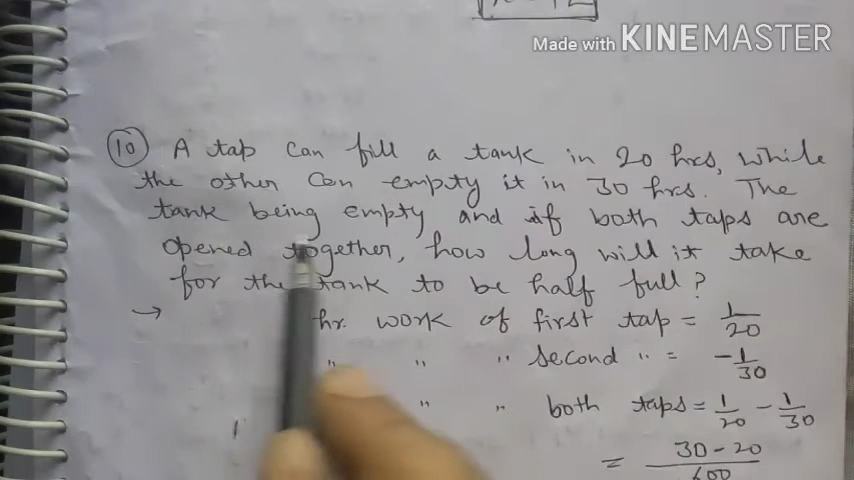 Made with KINEMASTER
10 A tap can fill a tank in 20 hrs, while
the other can empty it in 30 hrs. The
tank being empty and if both taps are
opened together, how long will it take
for the tank to be half full?
→ hr. work of first tap = 1/20
" " " second " = -1/30
" " both taps = 1/20 - 1/30
= 30-20/600